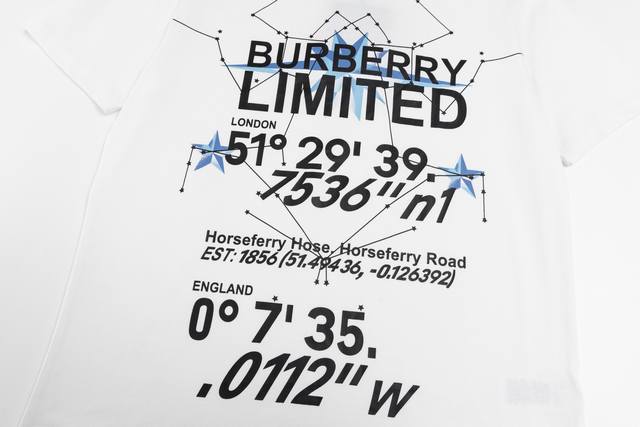 BURBERRY
LIMITED
LONDON
51° 29' 39.
7536" n1
Horseferry Hose, Horseferry Road
EST: 1856 (51.49436, -0.126392)
ENGLAND
0° 7' 35.
.0112" w